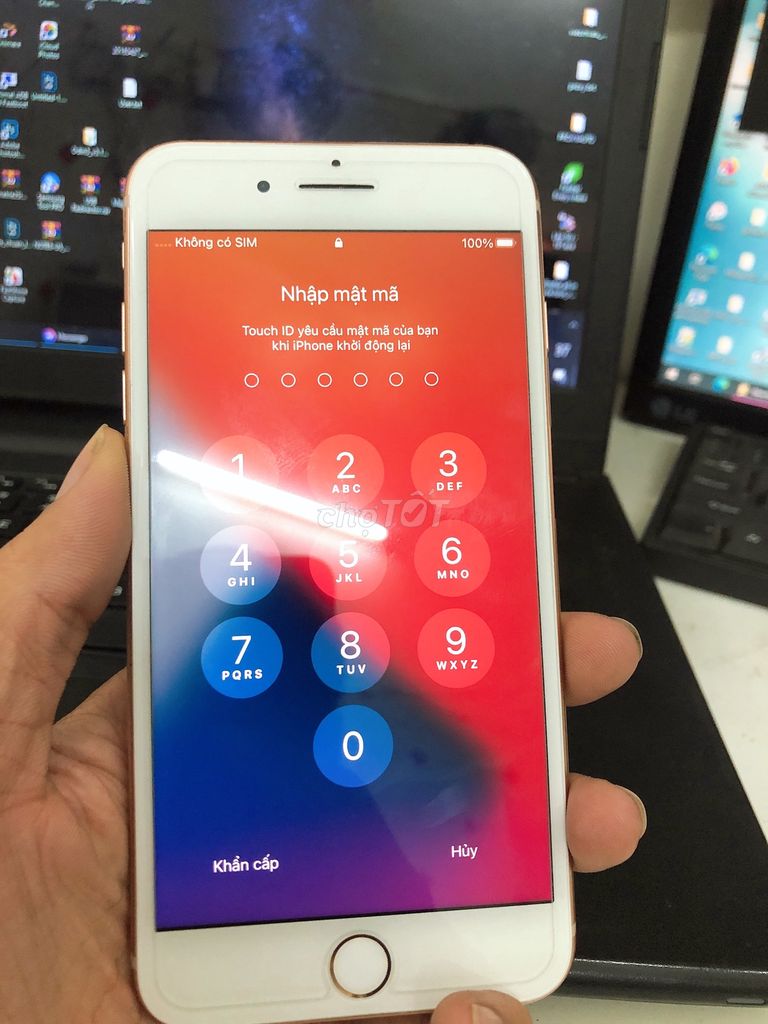 Không có SIM
100%
Nhập mật mã
Touch ID yêu cầu mật mã của bạn
khi iPhone khởi động lại
1
2
ABC
3
DEF
chợTỐT
4
GHI
5
JKL
6
MNO
7
PQRS
8
TUV
9
WXYZ
0
Khẩn cấp
Hủy
LG